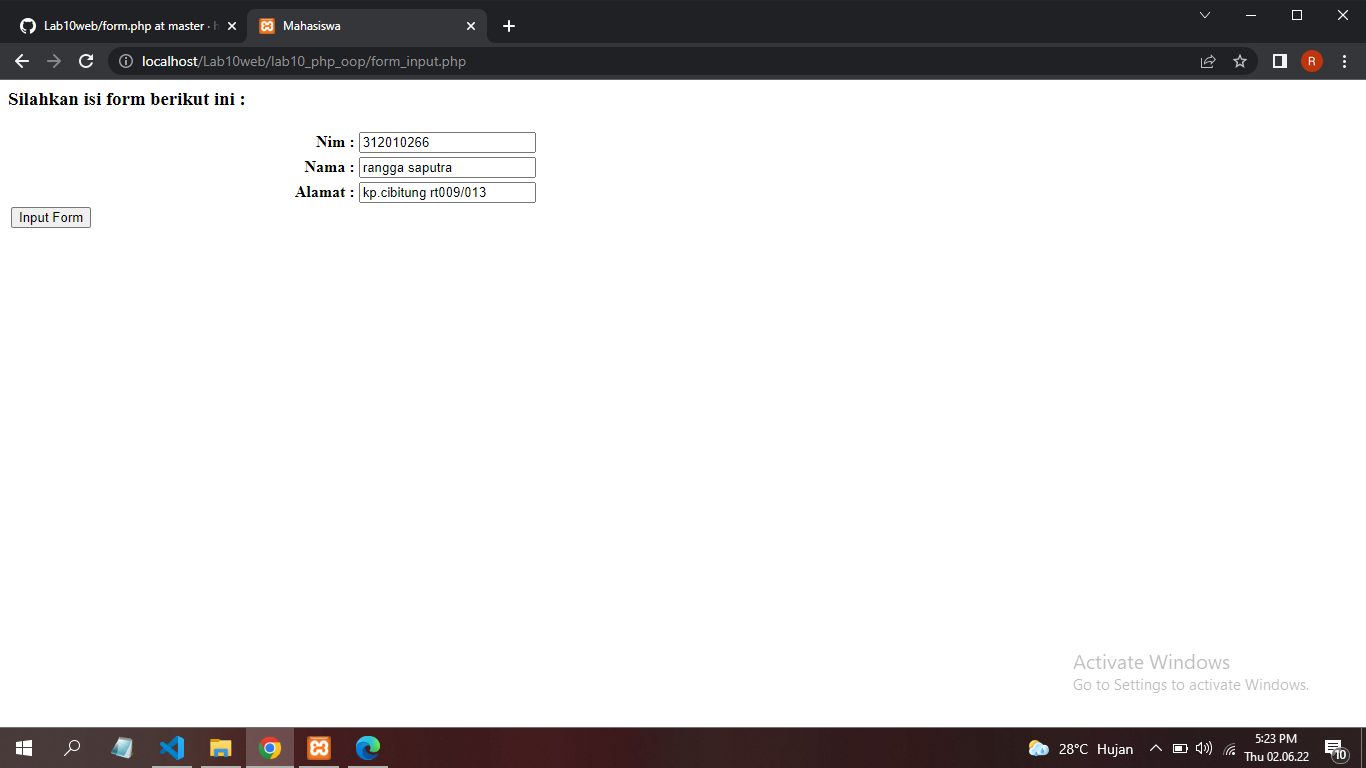 Lab10web/form.php at master · h
Mahasiswa
localhost/Lab10web/lab10_php_oop/form_input.php
R
Silahkan isi form berikut ini :
Nim : 312010266
Nama : rangga saputra
Alamat : kp.cibitung rt009/013
Input Form
Activate Windows
Go to Settings to activate Windows.
28°C Hujan
5:23 PM
Thu 02.06.22
10